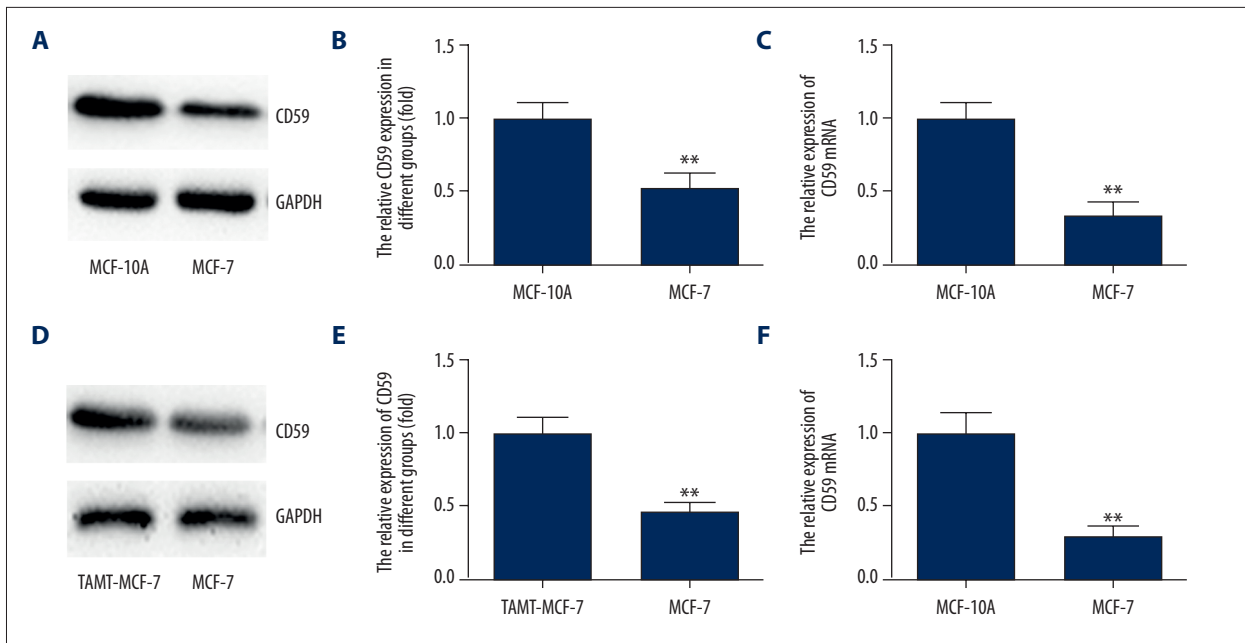 A
CD59
GAPDH
MCF-10A MCF-7
B
The relative CD59 expression in
different groups (fold)
1.5
1.0
0.5
0.0
**
MCF-10A MCF-7
C
The relative expression of
CD59 mRNA
1.5
1.0
0.5
0.0
**
MCF-10A MCF-7
D
CD59
GAPDH
TAMT-MCF-7 MCF-7
E
The relative expression of CD59
in different groups (fold)
1.5
1.0
0.5
0.0
**
TAMT-MCF-7 MCF-7
F
The relative expression of
CD59 mRNA
1.5
1.0
0.5
0.0
**
MCF-10A MCF-7